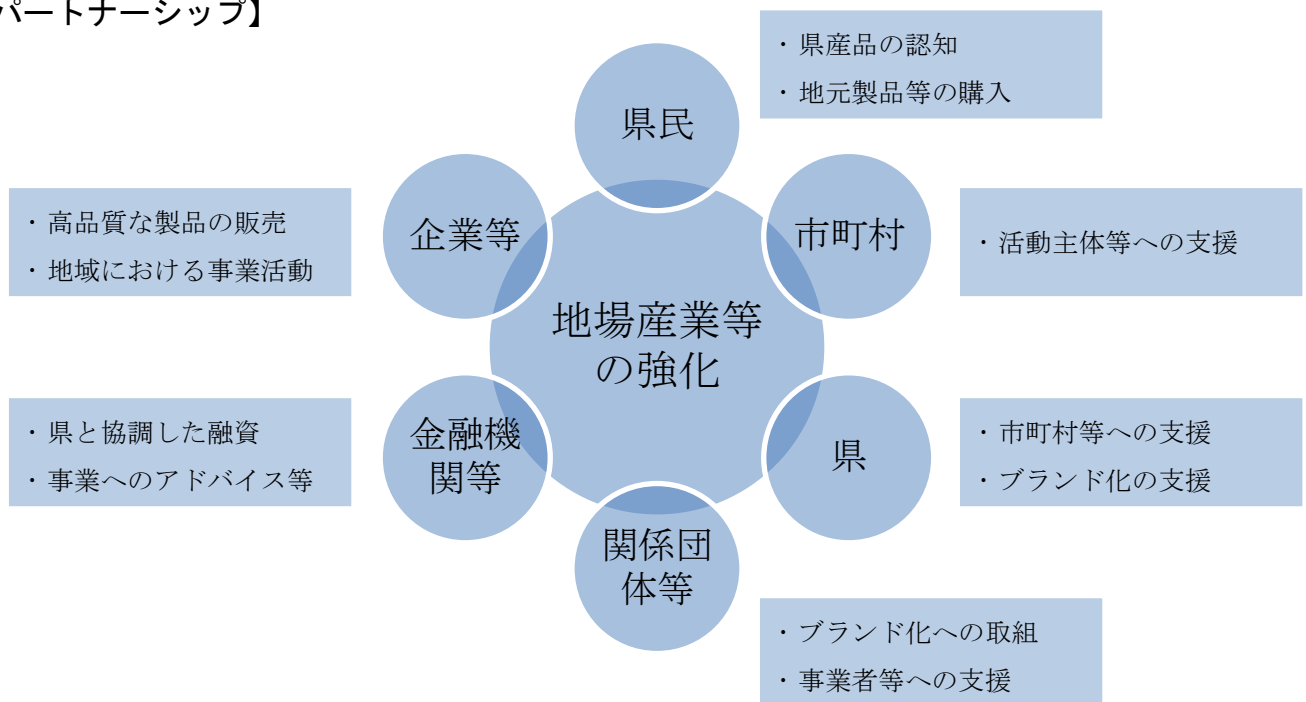 パートナーシップ】
・県産品の認知
・地元製品等の購入
県民
企業等
・高品質な製品の販売
・地域における事業活動
市町村
・活動主体等への支援
地場産業等
の強化
金融機
関等
・県と協調した融資
・事業へのアドバイス等
県
・市町村等への支援
・ブランド化の支援
関係団
体等
・ブランド化への取組
・事業者等への支援